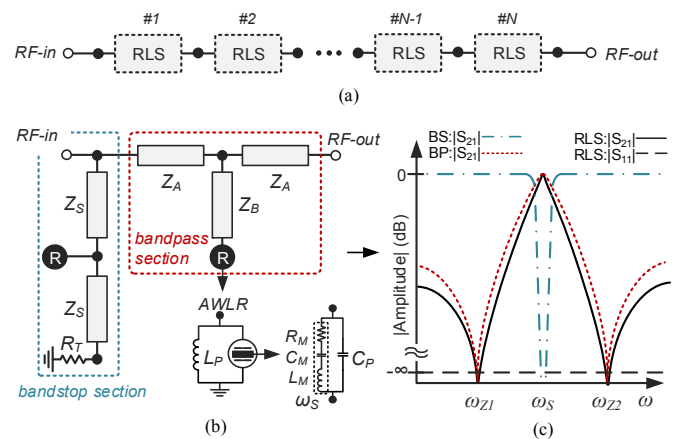 #1 #2 #N-1 #N
RF-in RLS RLS RLS RLS RF-out
(a)
RF-in RF-out
Z_A Z_A
Z_S Z_B
R bandpass section R
Z_S
R_T
bandstop section
AWLR
L_P
R_M
C_M
L_M
C_P
ω_S
(b)
BS:|S_21| RLS:|S_21|
BP:|S_21| RLS:|S_11|
|Amplitude| (dB)
0
∞
ω_Z1 ω_S ω_Z2 ω
(c)